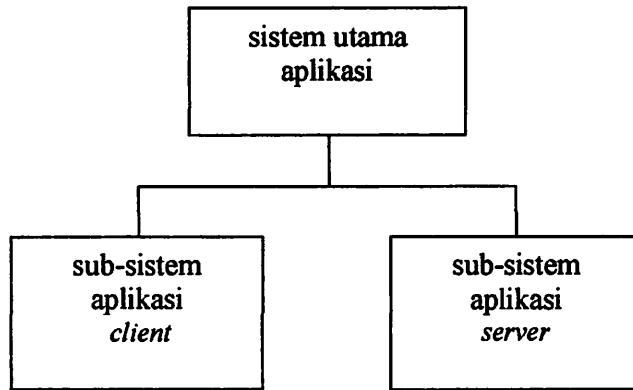 sistem utama
aplikasi
sub-sistem
aplikasi
client
sub-sistem
aplikasi
server